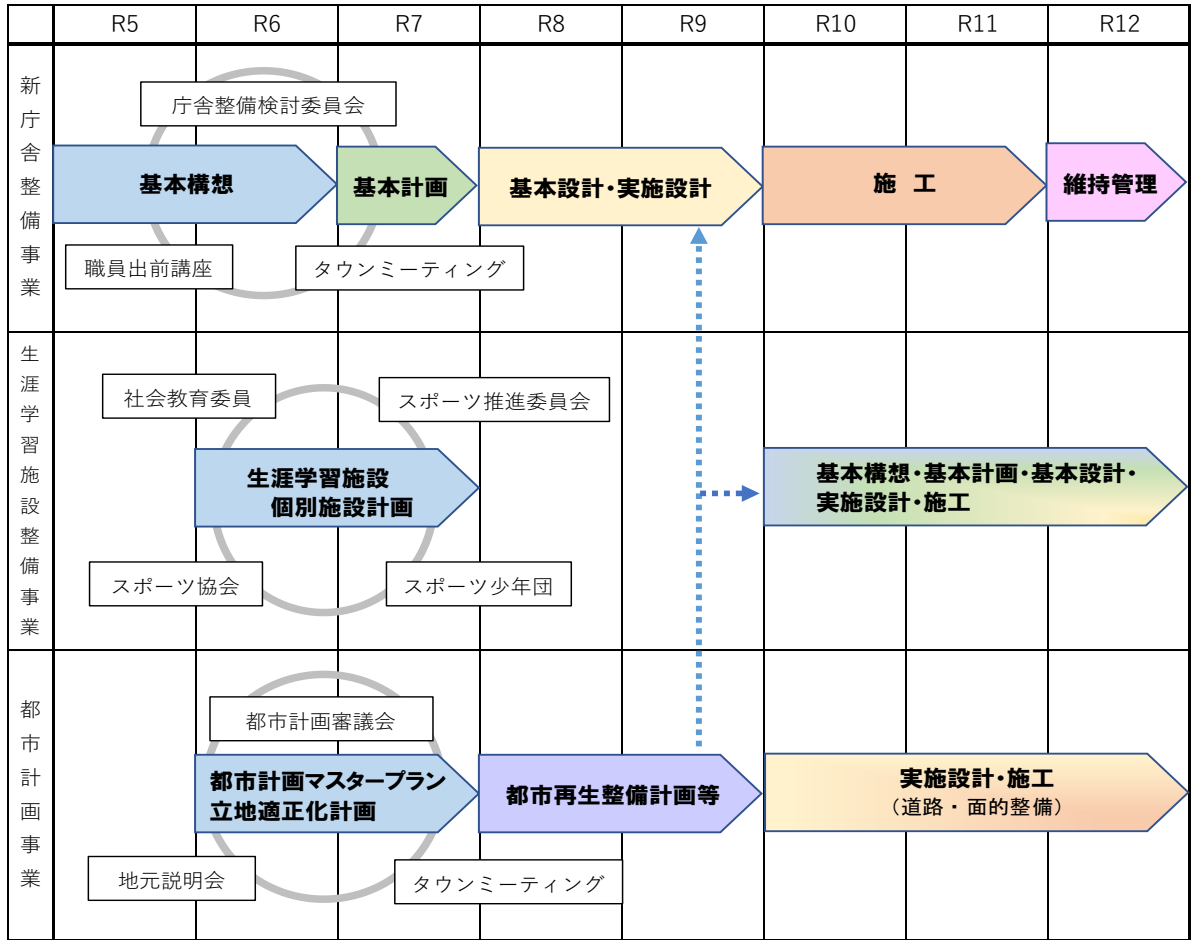 R5 R6 R7 R8 R9 R10 R11 R12
新庁舎整備事業
庁舎整備検討委員会
基本構想
基本計画
基本設計・実施設計
施 工
維持管理
職員出前講座
タウンミーティング
生涯学習施設整備事業
社会教育委員
スポーツ推進委員会
生涯学習施設
個別施設計画
基本構想・基本計画・基本設計・
実施設計・施工
スポーツ協会
スポーツ少年団
都市計画事業
都市計画審議会
都市計画マスタープラン
立地適正化計画
都市再生整備計画等
実施設計・施工
（道路・面的整備）
地元説明会
タウンミーティング